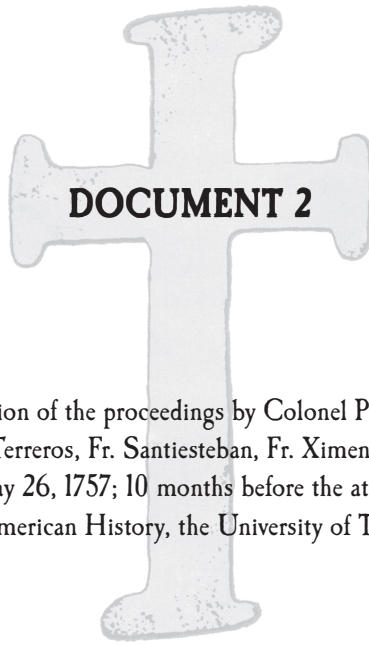 DOCUMENT 2
ion of the proceedings by Colonel P
Terreros, Fr. Santiesteban, Fr. Ximen
ay 26, 1757; 10 months before the at
merican History, the University of T